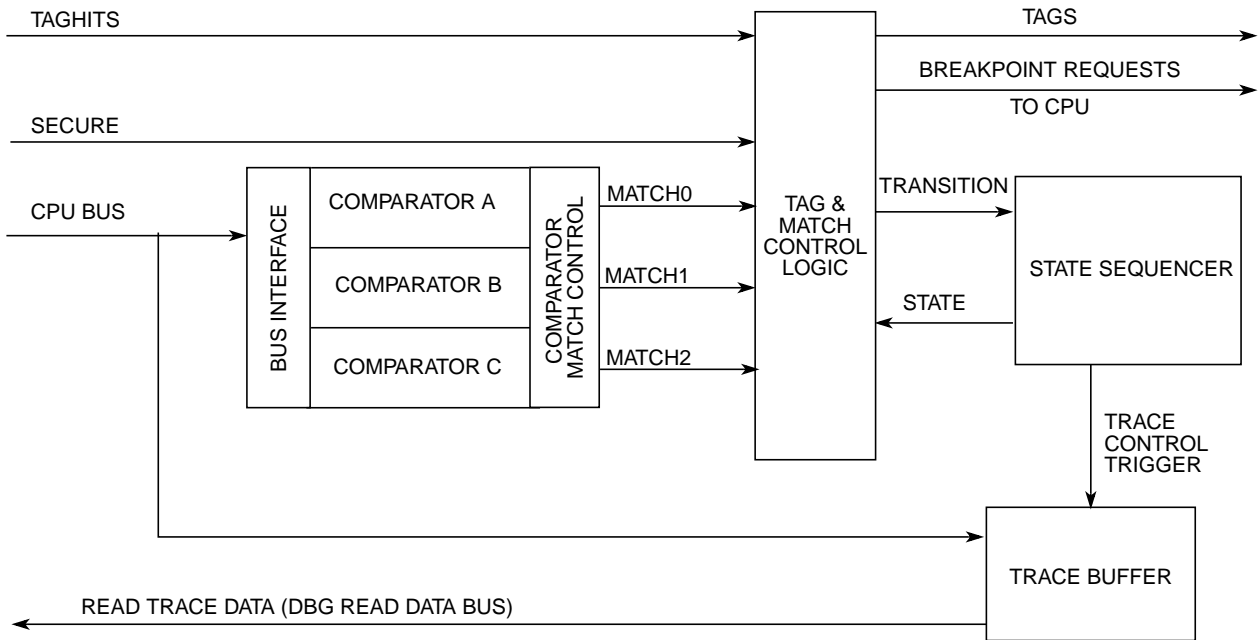 TAGHITS
TAGS
BREAKPOINT REQUESTS
TO CPU
SECURE
CPU BUS
BUS INTERFACE
COMPARATOR A
COMPARATOR B
COMPARATOR C
COMPARATOR
MATCH CONTROL
MATCH0
MATCH1
MATCH2
TAG &
MATCH
CONTROL
LOGIC
TRANSITION
STATE
STATE SEQUENCER
TRACE
CONTROL
TRIGGER
TRACE BUFFER
READ TRACE DATA (DBG READ DATA BUS)